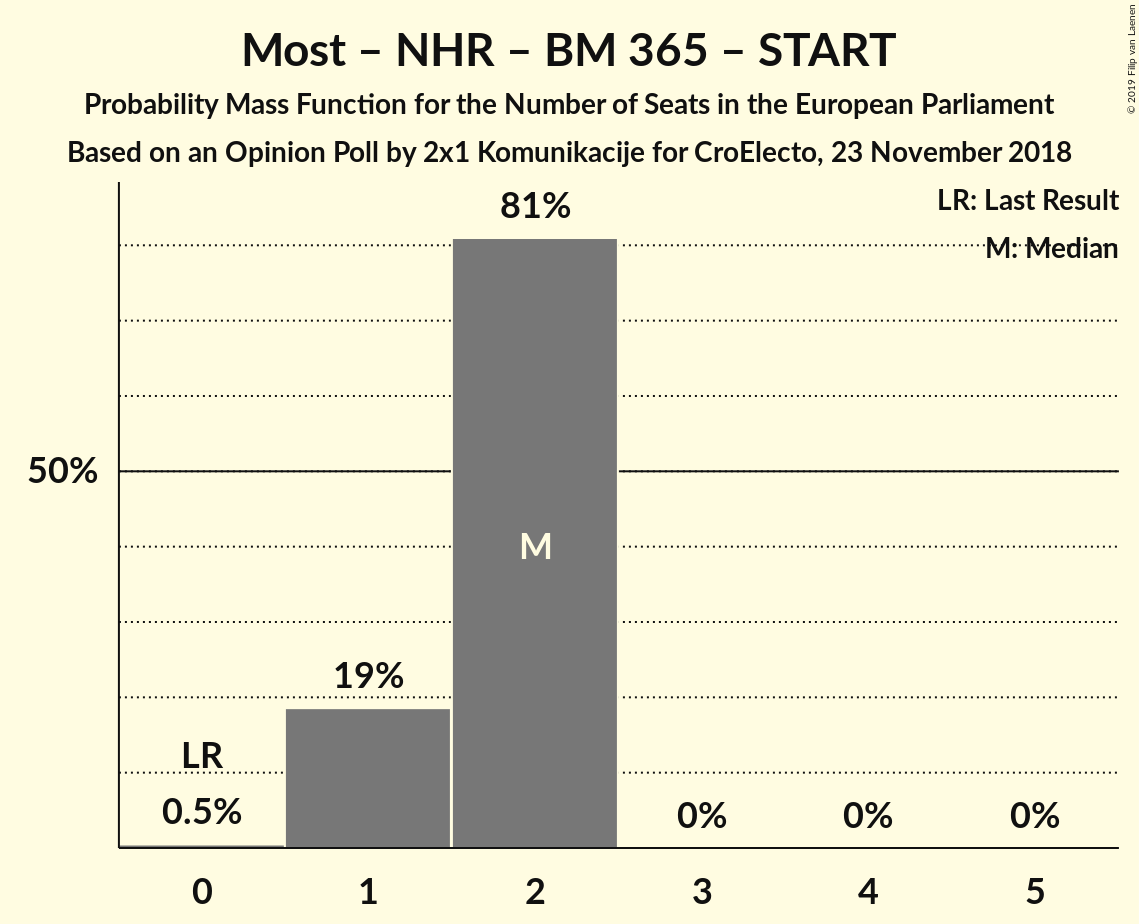 Most – NHR – BM 365 – START
Probability Mass Function for the Number of Seats in the European Parliament
Based on an Opinion Poll by 2x1 Komunikacije for CroElecto, 23 November 2018
© 2019 Filip van Laenen
LR: Last Result
M: Median
81%
50%
M
19%
LR
0.5%
0%
0%
0%
0
1
2
3
4
5